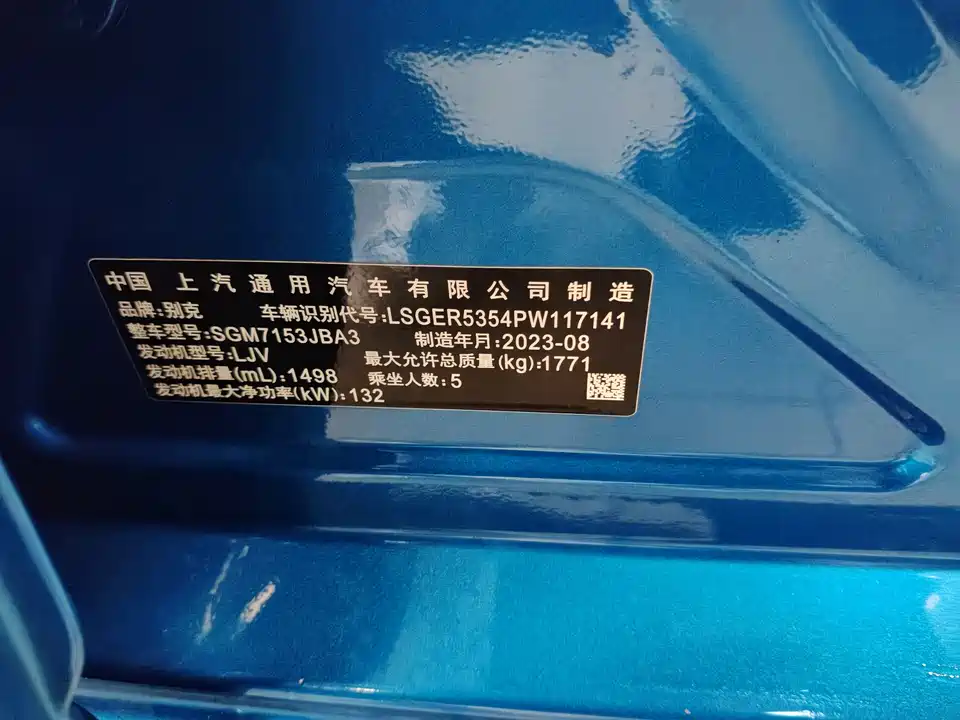 中国 上汽通用汽车有限公司制造
品牌:别克 车辆识别代号:LSGER5354PW117141
整车型号:SGM7153JBA3 制造年月:2023-08
发动机型号:LJV 最大允许总质量(kg):1771
发动机排量(mL):1498 乘坐人数:5
发动机最大净功率(kW):132